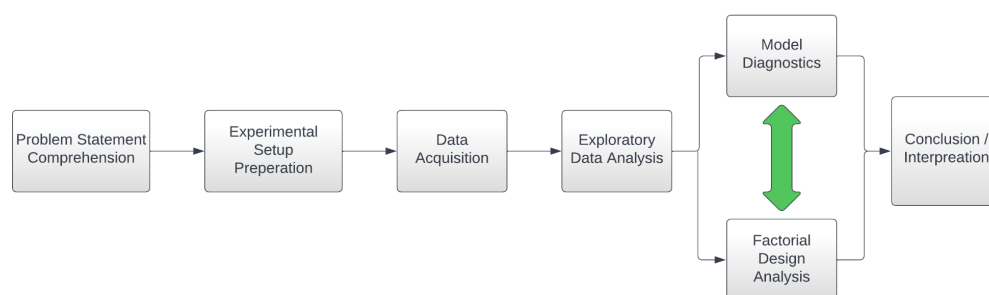 Problem Statement
Comprehension
Experimental
Setup
Preperation
Data
Acquisition
Exploratory
Data Analysis
Model
Diagnostics
Factorial
Design
Analysis
Conclusion /
Interpreation